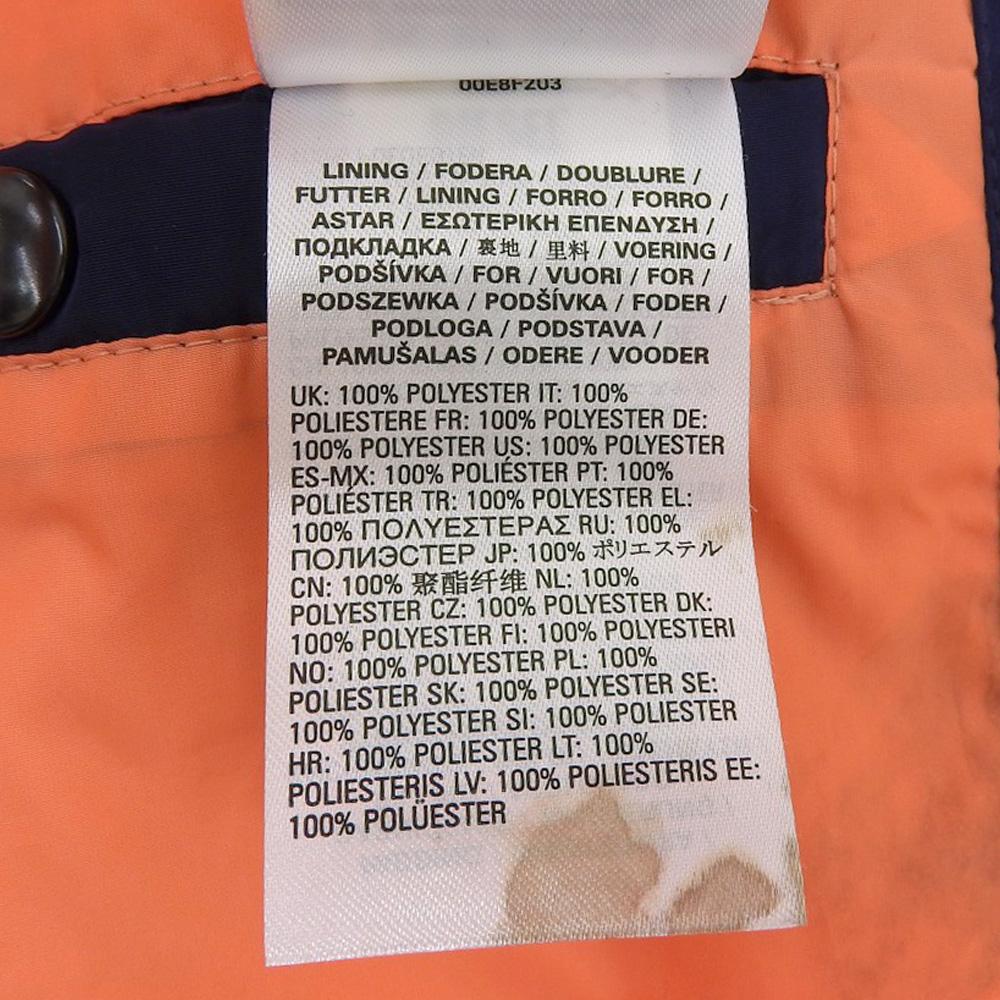 00E8F203
LINING / FODERA / DOUBLURE /
FUTTER / LINING / FORRO / FORRO /
ASTAR / ΕΣΩΤΕΡΙΚΗ ΕΠΕΝΔΥΣΗ /
ПОДКЛАДКА / 裏地 / 里料 / VOERING /
PODŠÍVKA / FOR / VUORI / FOR /
PODSZEWKA / PODŠÍVKA / FODER /
PODLOGA / PODSTAVA /
PAMUŠALAS / ODERE / VOODER
UK: 100% POLYESTER IT: 100%
POLIESTERE FR: 100% POLYESTER DE:
100% POLYESTER US: 100% POLYESTER
ES-MX: 100% POLIÉSTER PT: 100%
POLIÉSTER TR: 100% POLYESTER EL:
100% ΠΟΛΥΕΣΤΕΡΑΣ RU: 100%
ПОЛИЭСТЕР JP: 100% ポリエステル
CN: 100% 聚酯纤维 NL: 100%
POLYESTER CZ: 100% POLYESTER DK:
100% POLYESTER FI: 100% POLYESTERI
NO: 100% POLYESTER PL: 100%
POLIESTER SK: 100% POLYESTER SE:
100% POLYESTER SI: 100% POLIESTER
HR: 100% POLIESTER LT: 100%
POLIESTERIS LV: 100% POLIESTERIS EE:
100% POLÜESTER